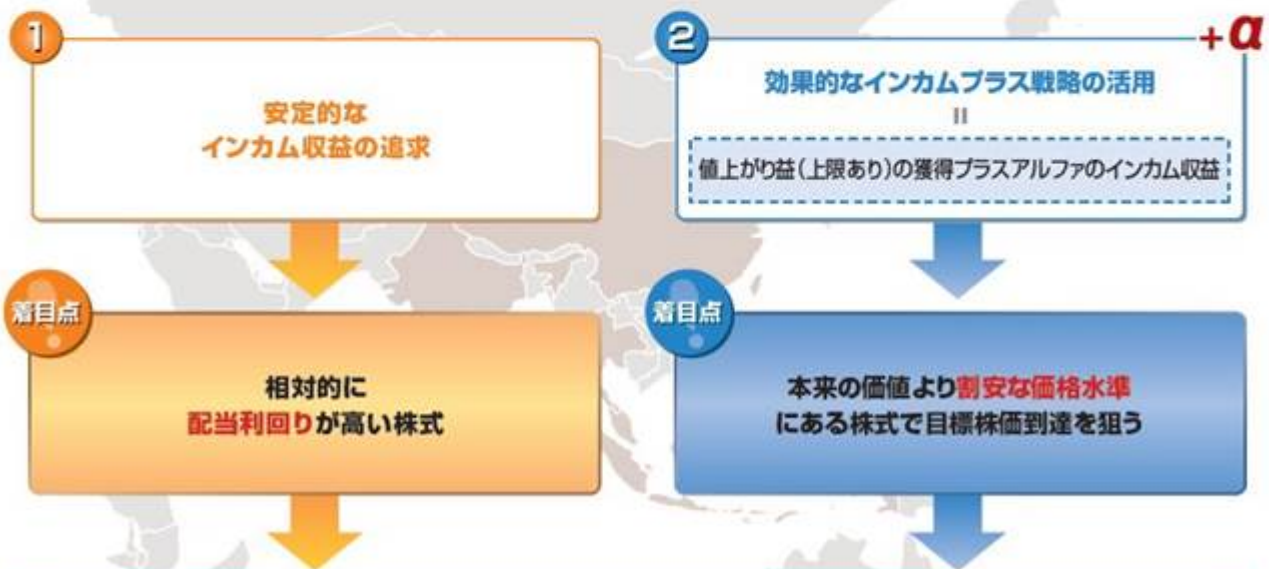 1
安定的な
インカム収益の追求
着目点
相対的に
配当利回りが高い株式
2
+α
効果的なインカムプラス戦略の活用
=
値上がり益(上限あり)の獲得プラスアルファのインカム収益
着目点
本来の価値より割安な価格水準
にある株式で目標株価到達を狙う